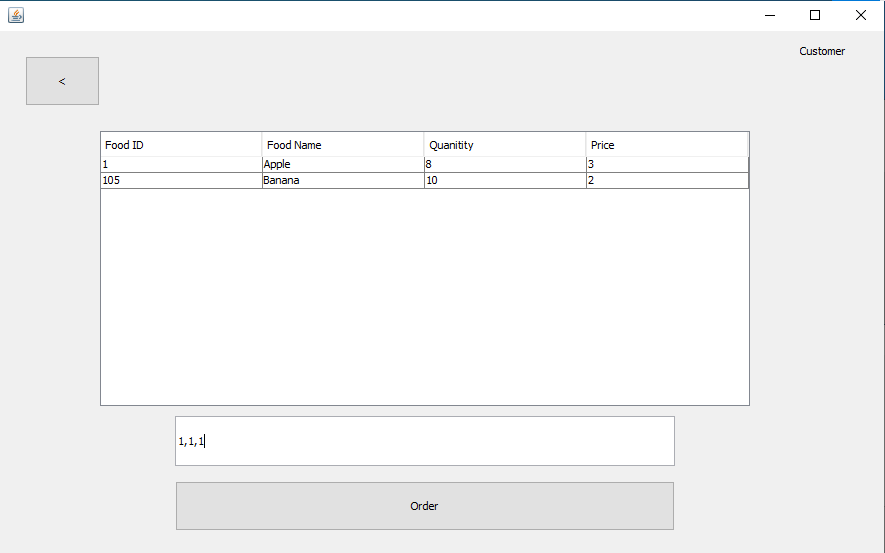 Customer
<
Food ID Food Name Quanitity Price
1 Apple 8 3
105 Banana 10 2
1,1,1
Order